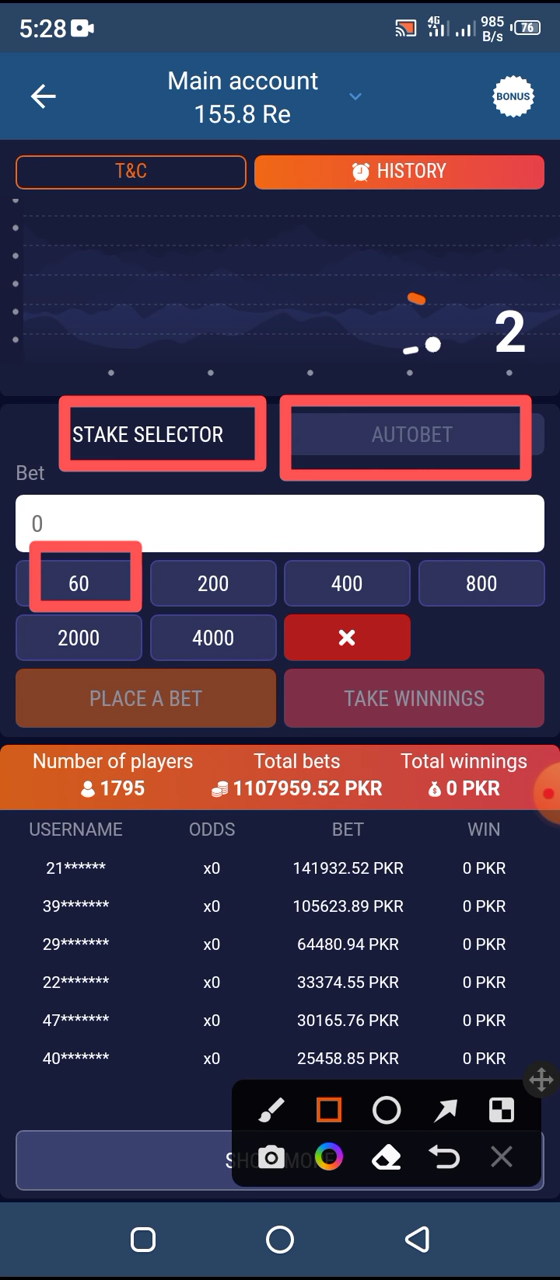 5:28 4G 985 B/s 76
Main account
155.8 Re
BONUS
T&C HISTORY
2
STAKE SELECTOR AUTOBET
Bet
0
60 200 400 800
2000 4000
PLACE A BET TAKE WINNINGS
Number of players Total bets Total winnings
1795 1107959.52 PKR 0 PKR
USERNAME ODDS BET WIN
21****** x0 141932.52 PKR 0 PKR
39******* x0 105623.89 PKR 0 PKR
29******* x0 64480.94 PKR 0 PKR
22******* x0 33374.55 PKR 0 PKR
47******* x0 30165.76 PKR 0 PKR
40******* x0 25458.85 PKR 0 PKR